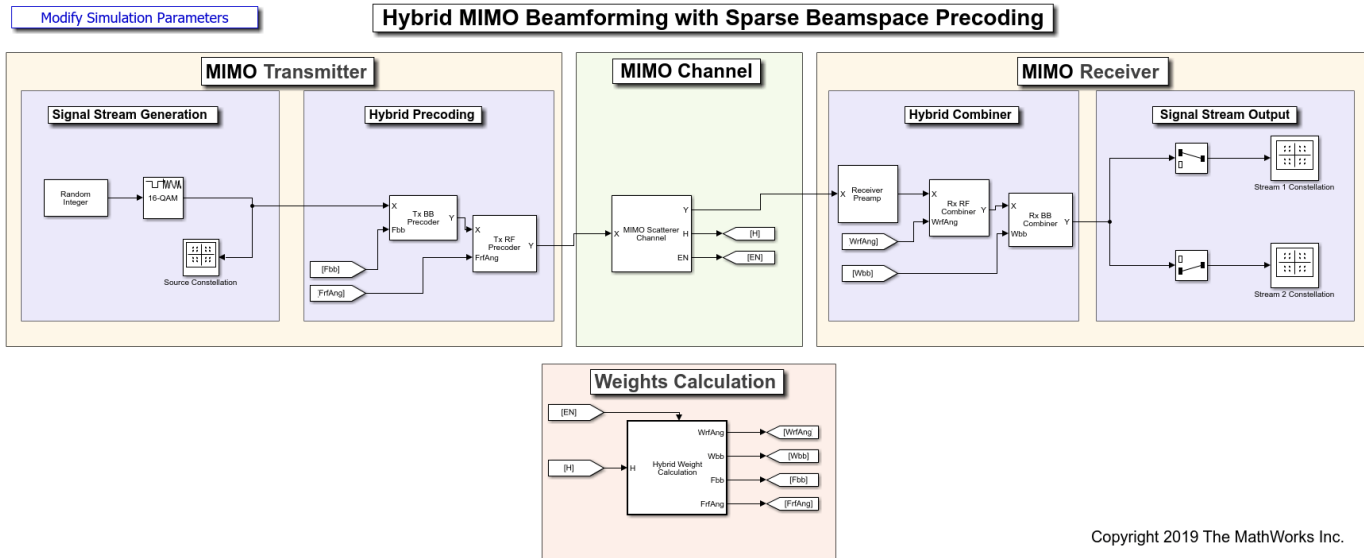 Modify Simulation Parameters
Hybrid MIMO Beamforming with Sparse Beamspace Precoding
MIMO Transmitter
Signal Stream Generation
Random
Integer
16-QAM
Source Constellation
Hybrid Precoding
X
Fbb
Tx BB
Precoder
Y
X
FrfAng
Tx RF
Precoder
Y
[Fbb]
[FrfAng]
MIMO Channel
X
MIMO Scatterer
Channel
Y
H
EN
[H]
[EN]
MIMO Receiver
Hybrid Combiner
X
Receiver
Preamp
X
WrfAng
Rx RF
Combiner
Y
X
Wbb
Rx BB
Combiner
Y
WrfAng]
[Wbb]
Signal Stream Output
Stream 1 Constellation
Stream 2 Constellation
Weights Calculation
[EN]
[H]
H
Hybrid Weight
Calculation
WrfAng
Wbb
Fbb
FrfAng
[WrfAng
[Wbb]
[Fbb]
[FrfAng]
Copyright 2019 The MathWorks Inc.